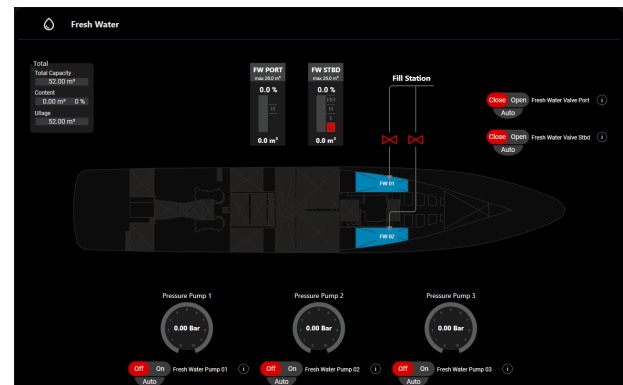 Fresh Water
Total
Total Capacity
52.00 m³
Content
0.00 m³ 0 %
Ullage
52.00 m³
FW PORT
max 26.0 m³
0.0 %
H
0.0 m³
FW STBD
max 26.0 m³
0.0 %
HH
H
L
0.0 m³
Fill Station
Close Open Fresh Water Valve Port i
Auto
Close Open Fresh Water Valve Stbd i
Auto
FW 01
FW 02
Pressure Pump 1
0.00 Bar
Off On Fresh Water Pump 01 i
Auto
Pressure Pump 2
0.00 Bar
Off On Fresh Water Pump 02 i
Auto
Pressure Pump 3
0.00 Bar
Off On Fresh Water Pump 03 i
Auto